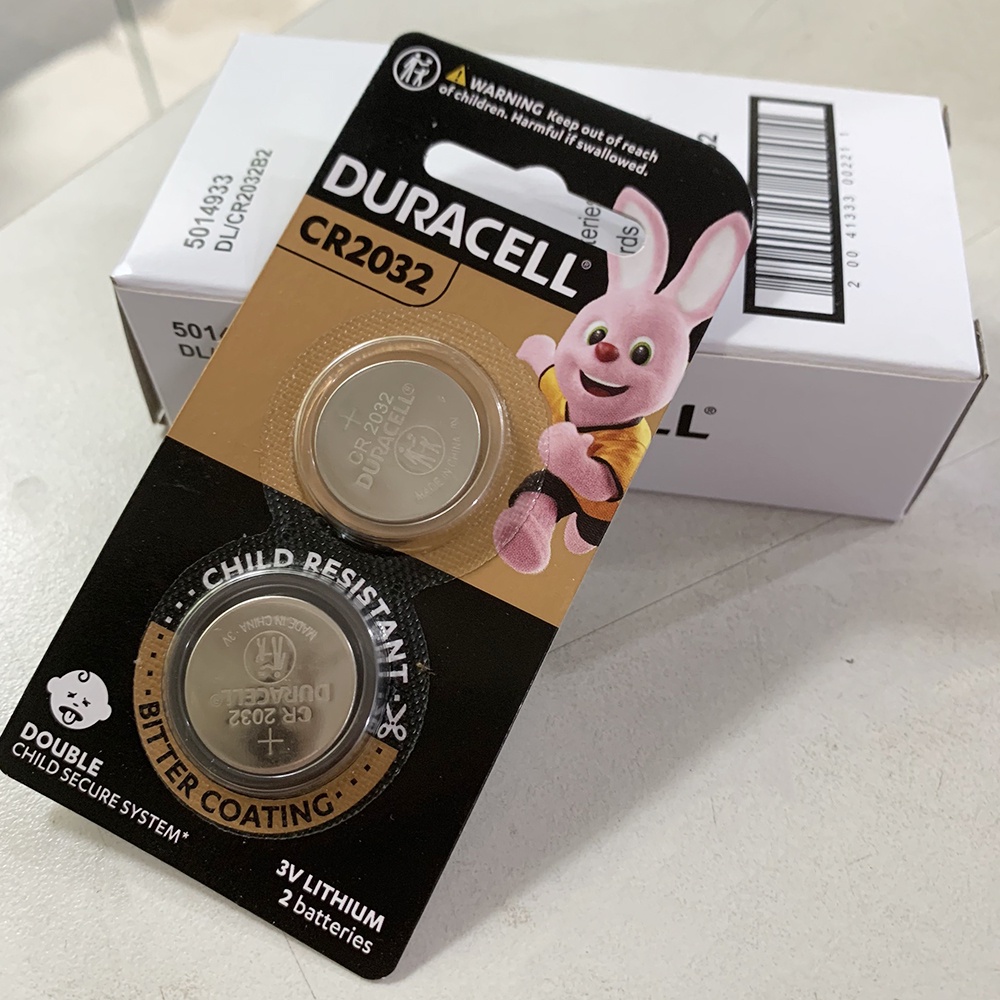 WARNING Keep out of reach
of children. Harmful if swallowed.
DURACELL®
CR2032
CR 2032
DURACELL®
MADE IN CHINA
CHILD RESISTANT
MADE IN CHINA 3V
DURACELL®
CR 2032
BITTER COATING
DOUBLE
CHILD SECURE SYSTEM*
3V LITHIUM
2 batteries
5014933
DL/CR2032B2
501
DL/
2 00 41333 00221 1
LL®